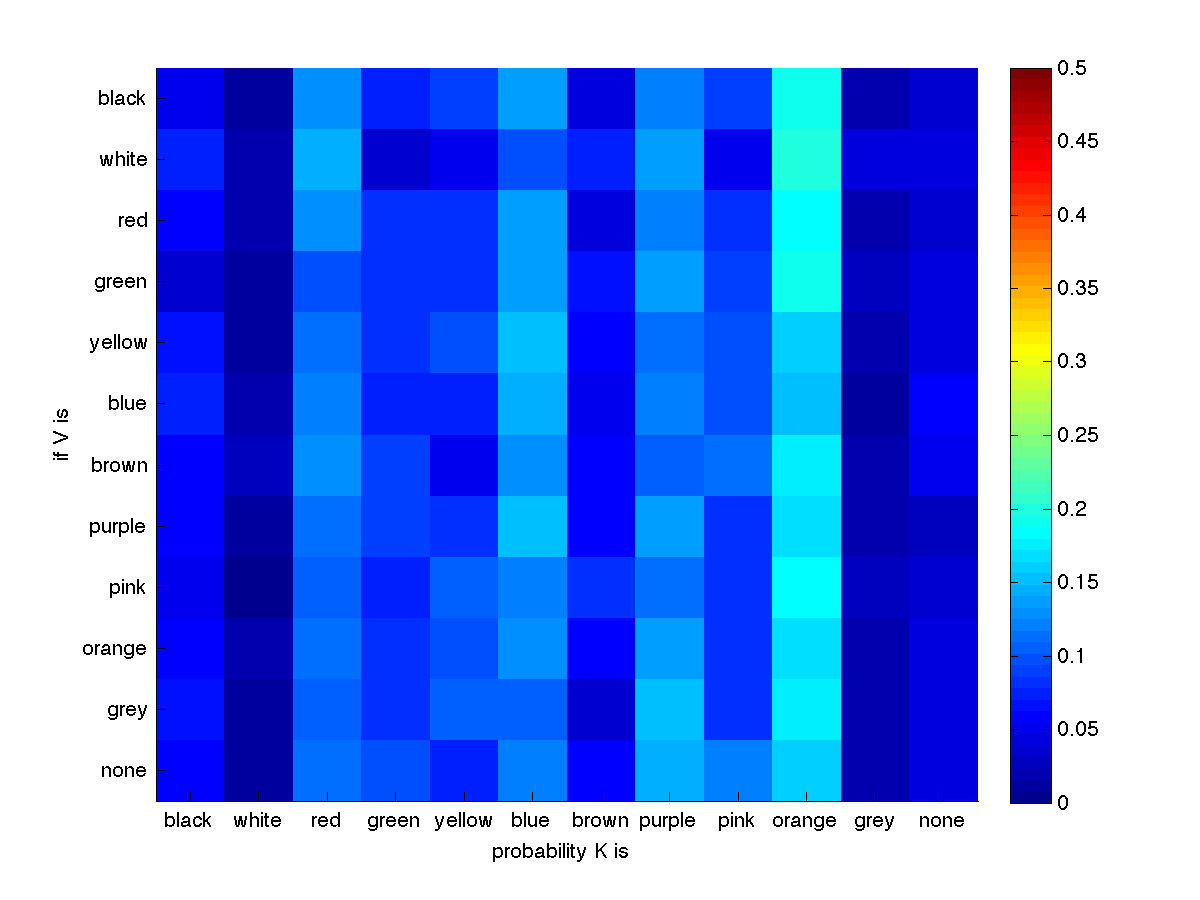 black
white
red
green
yellow
blue
brown
purple
pink
orange
grey
none
if V is
black white red green yellow blue brown purple pink orange grey none
probability K is
0.5
0.45
0.4
0.35
0.3
0.25
0.2
0.15
0.1
0.05
0